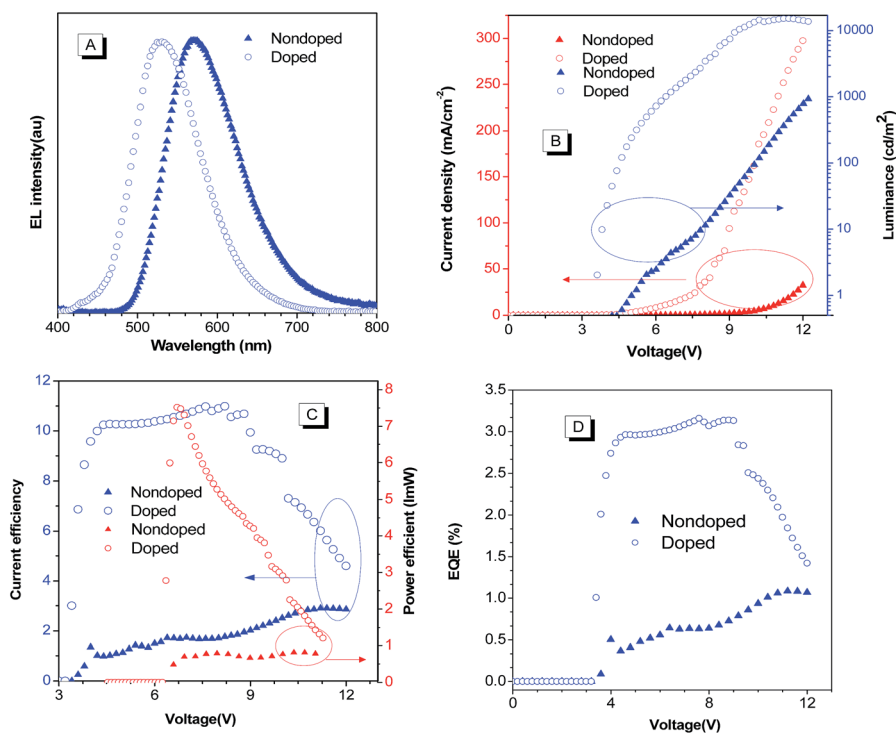 A
Nondoped
Doped
EL intensity(au)
400 500 600 700 800
Wavelength (nm)
B
Nondoped
Doped
Nondoped
Doped
Current density (mA/cm⁻²)
300
250
200
150
100
50
0
0 3 6 9 12
Voltage(V)
10000
1000
100
10
1
Luminance (cd/m²)
C
Nondoped
Doped
Nondoped
Doped
Current efficiency
12
11
10
8
6
4
2
0
3.2 6 9 12
Voltage(V)
8
7
6
5
4
3
2
1
0
Power efficient (lmW)
D
Nondoped
Doped
EQE (%)
3.5
3.0
2.5
2.0
1.5
1.0
0.5
0.0
0 4 8 12
Voltage(V)